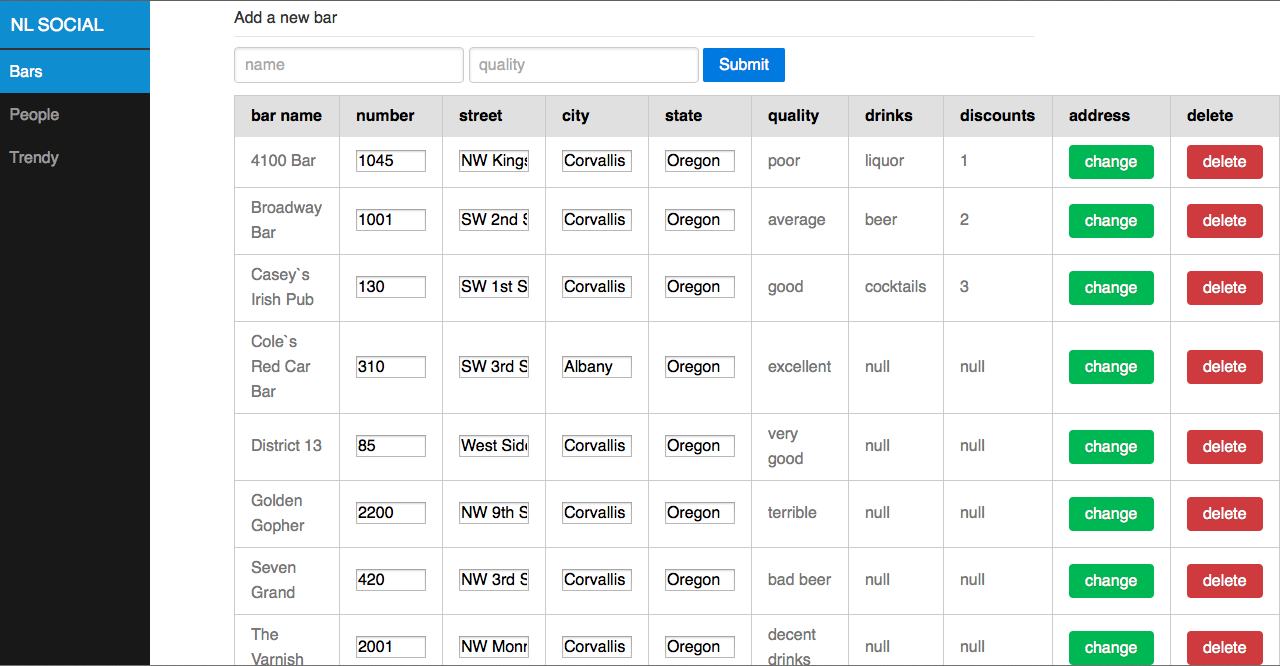 NL SOCIAL
Bars
People
Trendy
Add a new bar
name quality Submit
bar name number street city state quality drinks discounts address delete
4100 Bar 1045 NW Kings Corvallis Oregon poor liquor 1 change delete
Broadway Bar 1001 SW 2nd S Corvallis Oregon average beer 2 change delete
Casey`s Irish Pub 130 SW 1st S Corvallis Oregon good cocktails 3 change delete
Cole`s Red Car Bar 310 SW 3rd S Albany Oregon excellent null null change delete
District 13 85 West Side Corvallis Oregon very good null null change delete
Golden Gopher 2200 NW 9th S Corvallis Oregon terrible null null change delete
Seven Grand 420 NW 3rd S Corvallis Oregon bad beer null null change delete
The Varnish 2001 NW Monr Corvallis Oregon decent drinks null null change delete